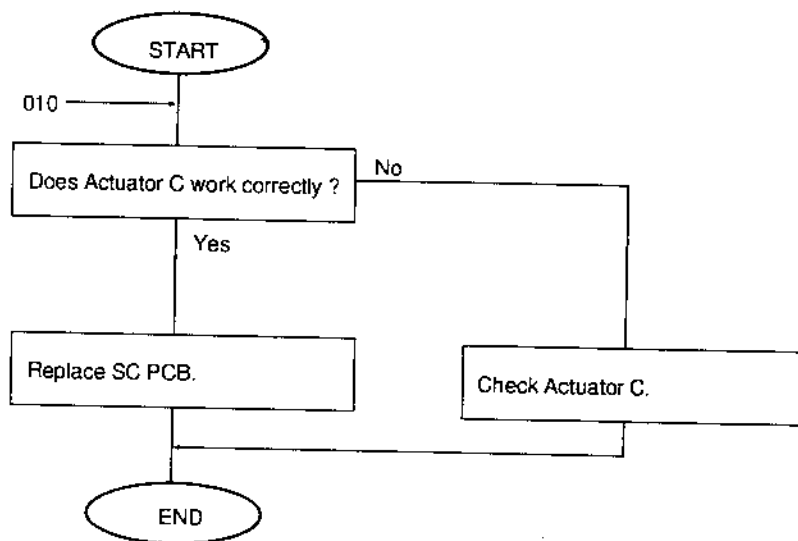 START
010
Does Actuator C work correctly ?
No
Yes
Replace SC PCB.
Check Actuator C.
END